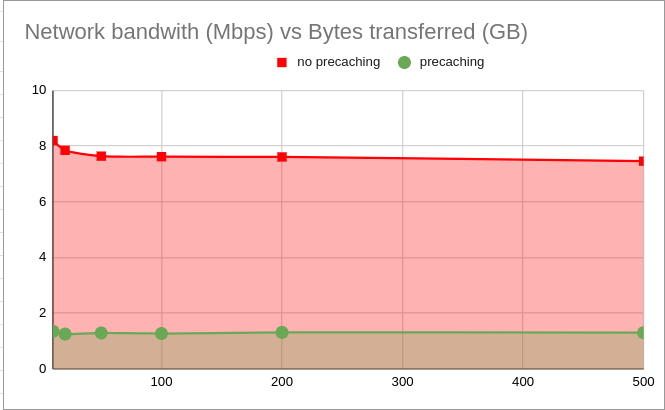 Network bandwith (Mbps) vs Bytes transferred (GB)
no precaching precaching
10
8
6
4
2
0
100 200 300 400 500